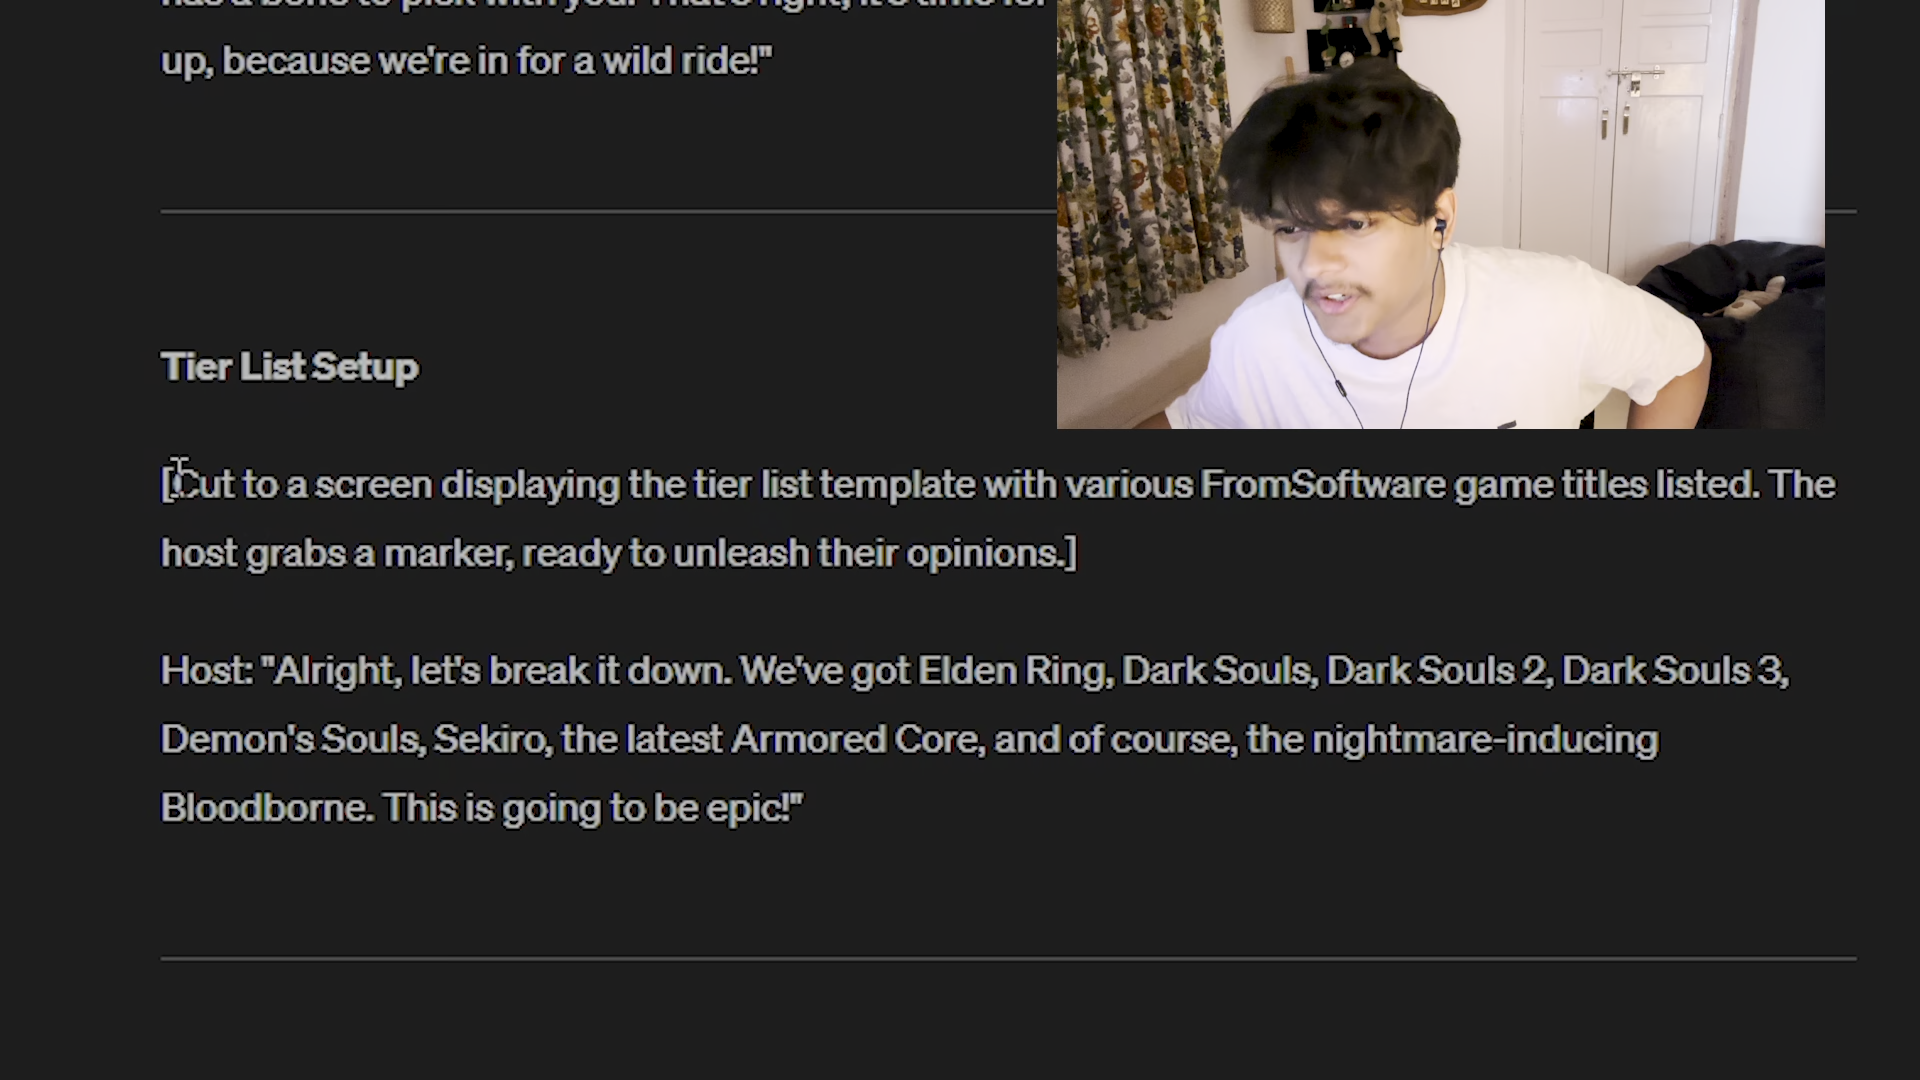 up, because we're in for a wild ride!"
Tier List Setup
[Cut to a screen displaying the tier list template with various FromSoftware game titles listed. The
host grabs a marker, ready to unleash their opinions.]
Host: "Alright, let's break it down. We've got Elden Ring, Dark Souls, Dark Souls 2, Dark Souls 3,
Demon's Souls, Sekiro, the latest Armored Core, and of course, the nightmare-inducing
Bloodborne. This is going to be epic!"